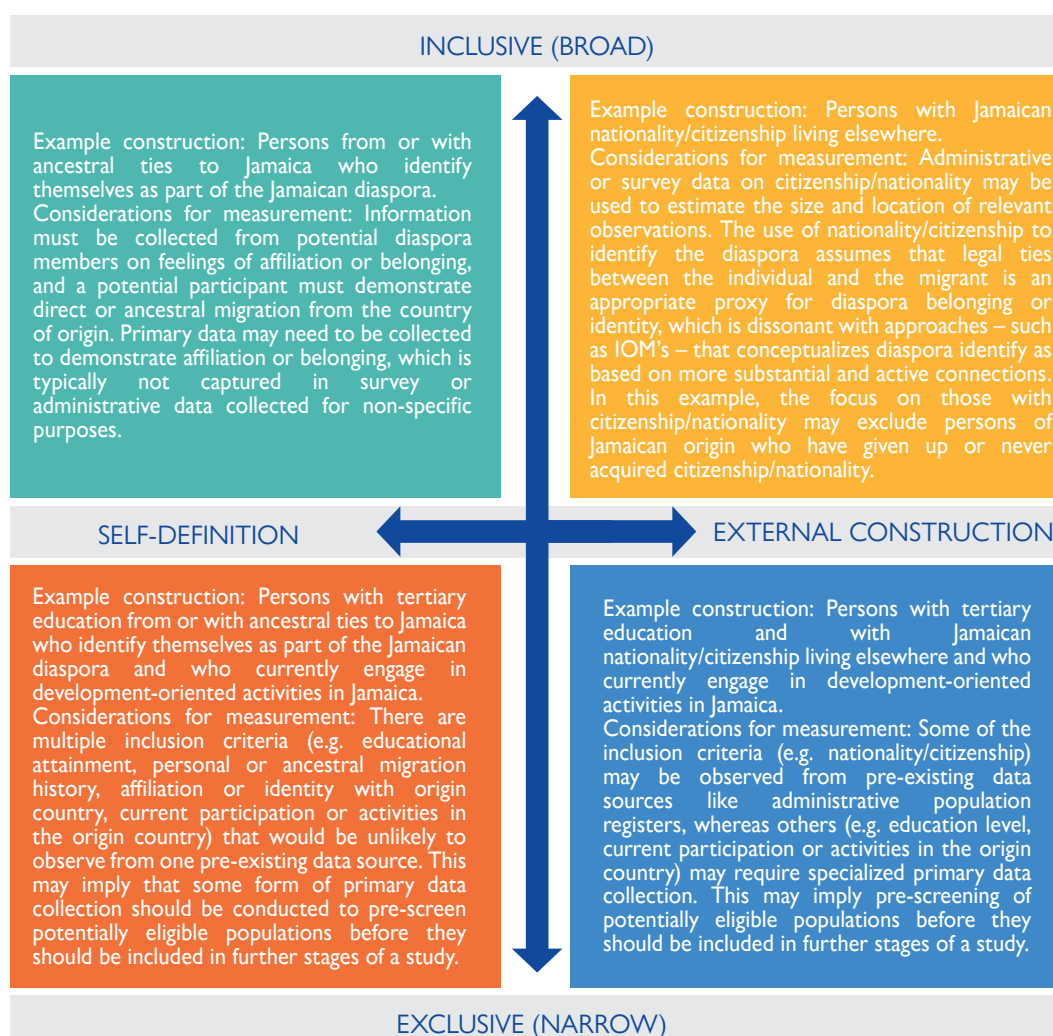 INCLUSIVE (BROAD)
Example construction: Persons from or with
ancestral ties to Jamaica who identify
themselves as part of the Jamaican diaspora.
Considerations for measurement: Information
must be collected from potential diaspora
members on feelings of affiliation or belonging,
and a potential participant must demonstrate
direct or ancestral migration from the country
of origin. Primary data may need to be collected
to demonstrate affiliation or belonging, which is
typically not captured in survey or
administrative data collected for non-specific
purposes.
Example construction: Persons with Jamaican
nationality/citizenship living elsewhere.
Considerations for measurement: Administrative
or survey data on citizenship/nationality may be
used to estimate the size and location of relevant
observations. The use of nationality/citizenship to
identify the diaspora assumes that legal ties
between the individual and the migrant is an
appropriate proxy for diaspora belonging or
identity, which is dissonant with approaches – such
as IOM's – that conceptualizes diaspora identify as
based on more substantial and active connections.
In this example, the focus on those with
citizenship/nationality may exclude persons of
Jamaican origin who have given up or never
acquired citizenship/nationality.
SELF-DEFINITION
EXTERNAL CONSTRUCTION
Example construction: Persons with tertiary
education from or with ancestral ties to Jamaica
who identify themselves as part of the Jamaican
diaspora and who currently engage in
development-oriented activities in Jamaica.
Considerations for measurement: There are
multiple inclusion criteria (e.g. educational
attainment, personal or ancestral migration
history, affiliation or identity with origin
country, current participation or activities in
the origin country) that would be unlikely to
observe from one pre-existing data source. This
may imply that some form of primary data
collection should be conducted to pre-screen
potentially eligible populations before they
should be included in further stages of a study.
Example construction: Persons with tertiary
education and with Jamaican
nationality/citizenship living elsewhere and who
currently engage in development-oriented
activities in Jamaica.
Considerations for measurement: Some of the
inclusion criteria (e.g. nationality/citizenship)
may be observed from pre-existing data
sources like administrative population
registers, whereas others (e.g. education level,
current participation or activities in the origin
country) may require specialized primary data
collection. This may imply pre-screening of
potentially eligible populations before they
should be included in further stages of a study.
EXCLUSIVE (NARROW)